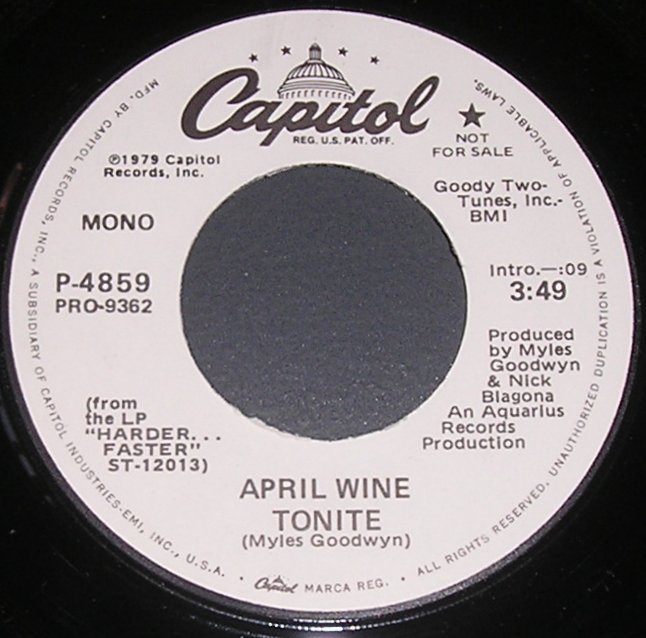 Capitol
REG. U.S. PAT. OFF.
NOT
FOR SALE
℗1979 Capitol
Records, Inc.
Goody Two-
Tunes, Inc.-
BMI
MONO
P-4859
PRO-9362
Intro.—:09
3:49
Produced
by Myles
Goodwyn
& Nick
Blagona
An Aquarius
Records
Production
(from
the LP
"HARDER...
FASTER"
ST-12013)
APRIL WINE
TONITE
(Myles Goodwyn)
MFD. BY CAPITOL RECORDS, INC., A SUBSIDIARY OF CAPITOL INDUSTRIES-EMI, INC., U.S.A. • Capitol MARCA REG. • ALL RIGHTS RESERVED. UNAUTHORIZED DUPLICATION IS A VIOLATION OF APPLICABLE LAWS.